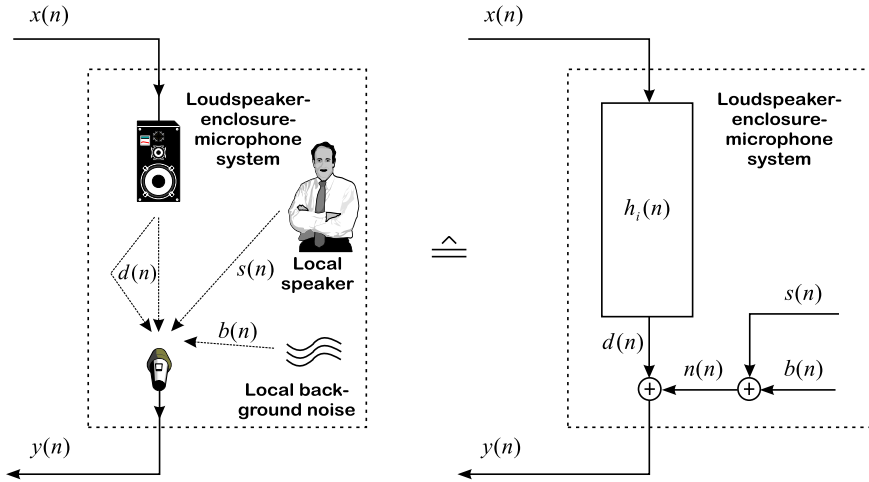 x(n)
Loudspeaker-
enclosure-
microphone
system
d(n)
s(n)
Local
speaker
b(n)
Local back-
ground noise
y(n)
≙
x(n)
Loudspeaker-
enclosure-
microphone
system
h_i(n)
s(n)
d(n)
n(n)
b(n)
+
+
y(n)